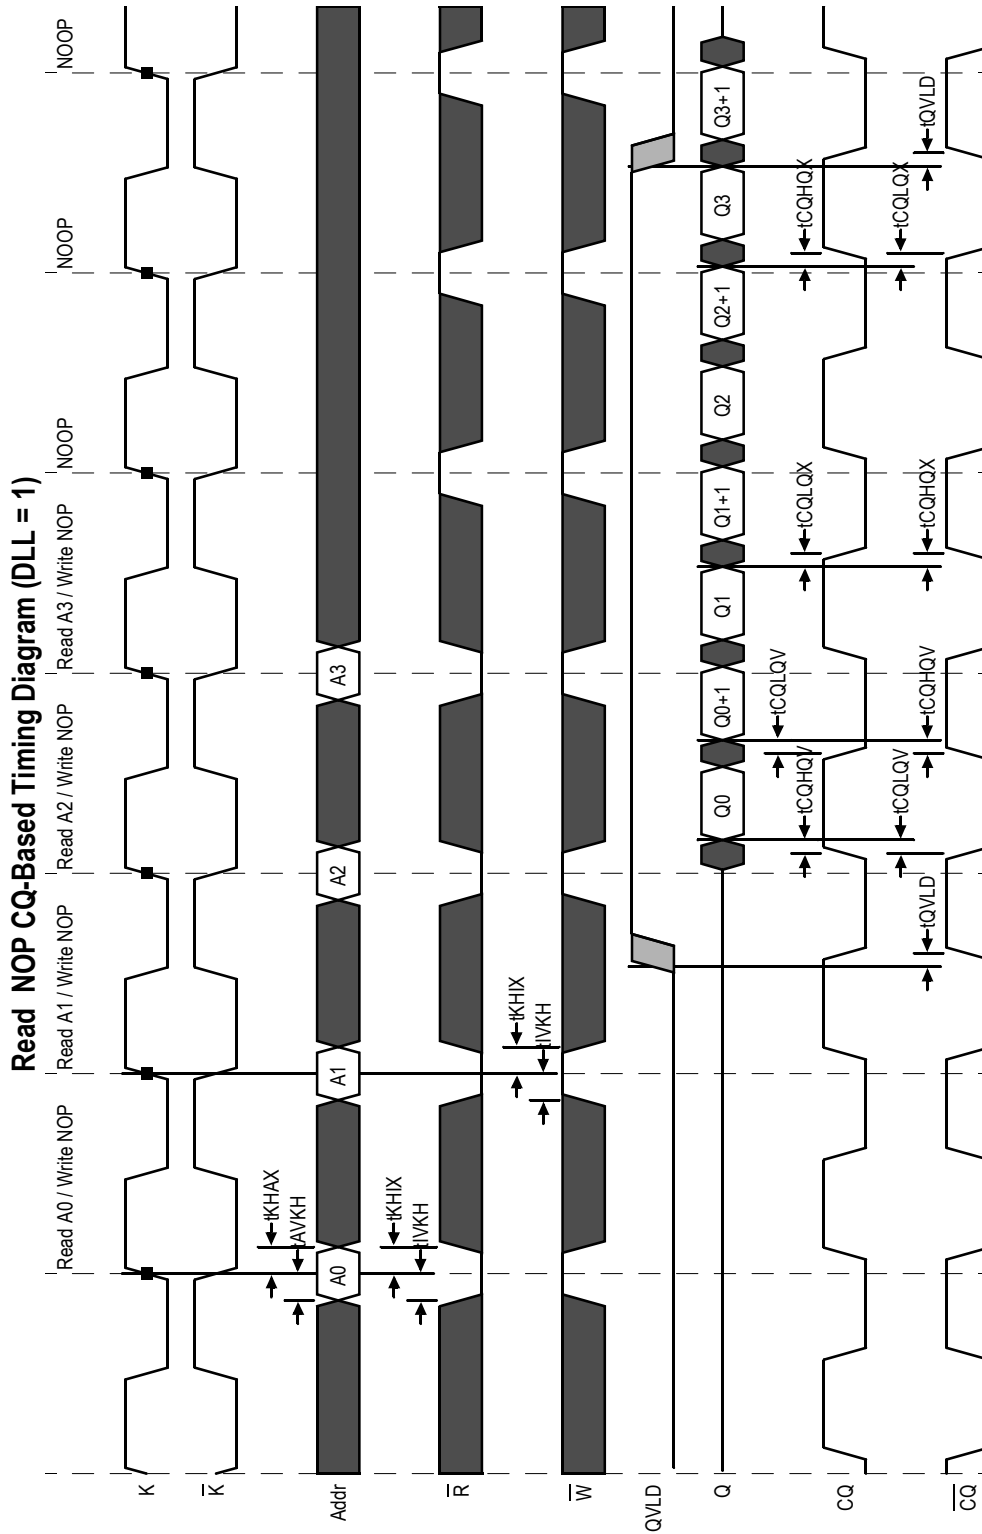 Read NOP CQ-Based Timing Diagram (DLL = 1)
Read A0 / Write NOP
Read A1 / Write NOP
Read A2 / Write NOP
Read A3 / Write NOP
NOOP
NOOP
NOOP
K
K
tKHAX
tAVKH
Addr
A0
A1
A2
A3
tKHIX
tIVKH
R
tKHIX
tIVKH
W
QVLD
Q
Q0
Q0+1
Q1
Q1+1
Q2
Q2+1
Q3
Q3+1
tCQLQV
tCQHQV
tCQLQX
tCQHQX
CQ
tCQLQV
tCQLQX
tQVLD
tCQHQV
tCQHQX
tQVLD
CQ